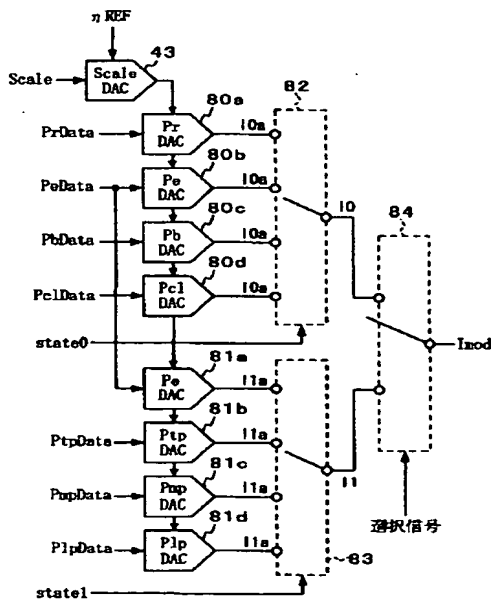 η REF
43
Scale
Scale
DAC
82
80a
PrData
Pr
DAC
I0a
80b
PeData
Pe
DAC
I0a
80c
I0
84
PbData
Pb
DAC
I0a
80d
PclData
Pcl
DAC
I0a
state0
Imod
81a
Pe
DAC
I1a
81b
PtpData
Ptp
DAC
I1a
I1
81c
PmpData
Pmp
DAC
I1a
選択信号
81d
PlpData
Plp
DAC
I1a
83
state1